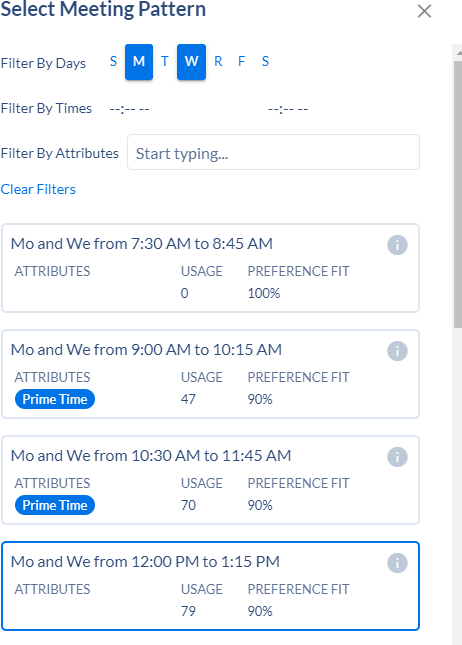 Select Meeting Pattern
Filter By Days S M T W R F S
Filter By Times --:-- -- --:-- --
Filter By Attributes Start typing...
Clear Filters
Mo and We from 7:30 AM to 8:45 AM
ATTRIBUTES USAGE PREFERENCE FIT
0 100%
Mo and We from 9:00 AM to 10:15 AM
ATTRIBUTES USAGE PREFERENCE FIT
Prime Time 47 90%
Mo and We from 10:30 AM to 11:45 AM
ATTRIBUTES USAGE PREFERENCE FIT
Prime Time 70 90%
Mo and We from 12:00 PM to 1:15 PM
ATTRIBUTES USAGE PREFERENCE FIT
79 90%